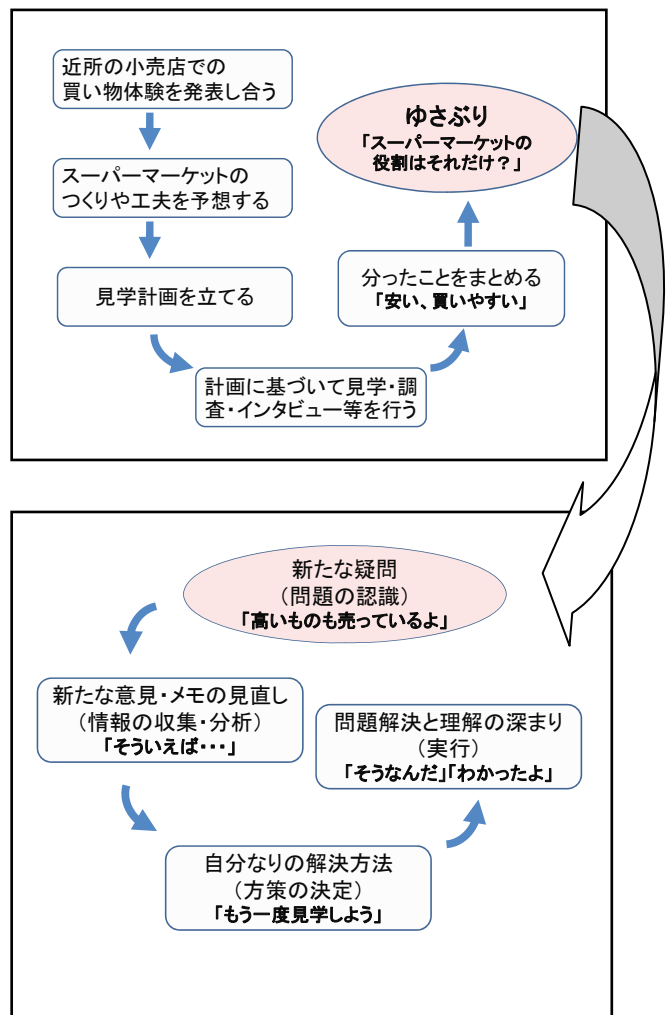 近所の小売店での
買い物体験を発表し合う
スーパーマーケットの
つくりや工夫を予想する
見学計画を立てる
計画に基づいて見学・調
査・インタビュー等を行う
分ったことをまとめる
「安い、買いやすい」
ゆさぶり
「スーパーマーケットの
役割はそれだけ？」
新たな疑問
（問題の認識）
「高いものも売っているよ」
新たな意見・メモの見直し
（情報の収集・分析）
「そういえば・・・」
自分なりの解決方法
（方策の決定）
「もう一度見学しよう」
問題解決と理解の深まり
（実行）
「そうなんだ」「わかったよ」